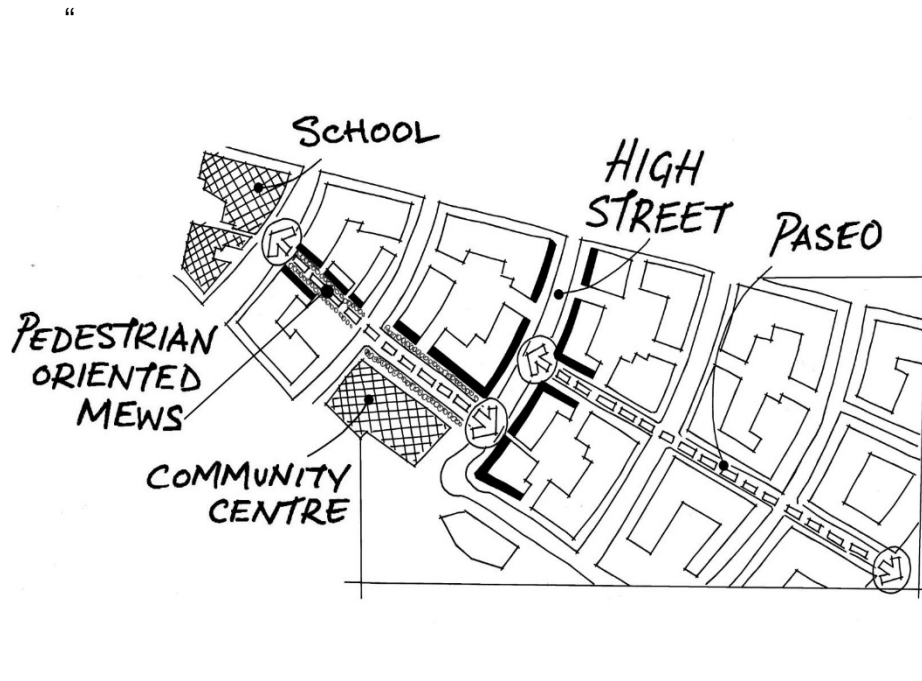 “
SCHOOL
HIGH
STREET
PASEO
PEDESTRIAN
ORIENTED
MEWS
COMMUNITY
CENTRE